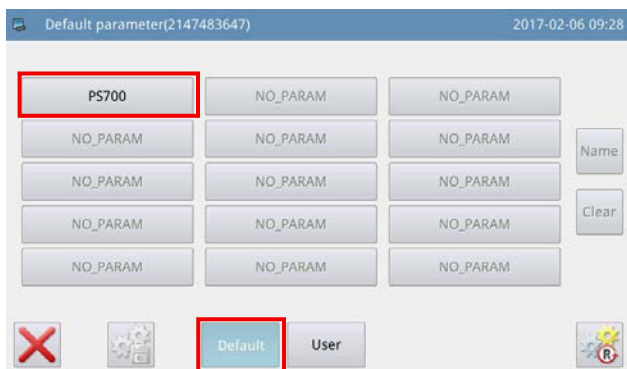 Default parameter(2147483647) 2017-02-06 09:28
PS700 NO_PARAM NO_PARAM
NO_PARAM NO_PARAM NO_PARAM
Name
NO_PARAM NO_PARAM NO_PARAM
Clear
NO_PARAM NO_PARAM NO_PARAM
NO_PARAM NO_PARAM NO_PARAM
Default User
R